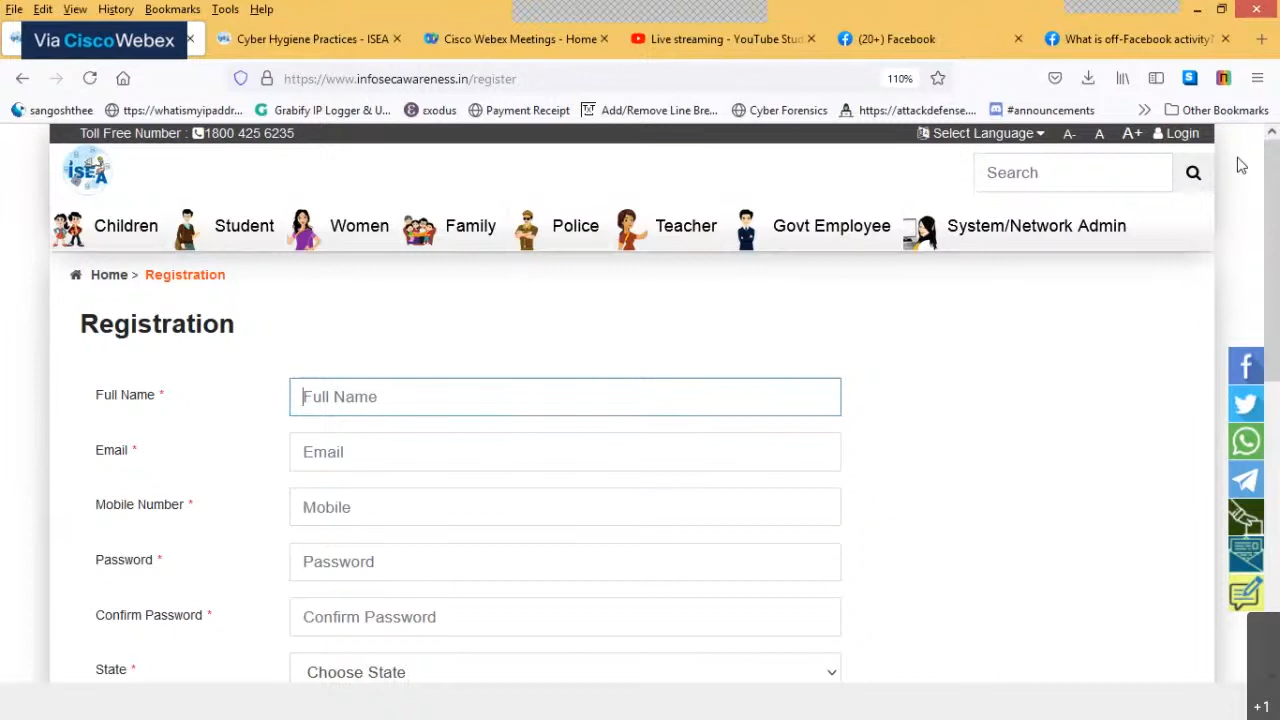 File Edit View History Bookmarks Tools Help
Via CiscoWebex
Cyber Hygiene Practices - ISEA
Cisco Webex Meetings - Home
Live streaming - YouTube Stud
(20+) Facebook
What is off-Facebook activity?
https://www.infosecawareness.in/register
110%
sangoshthee
ttps://whatismyipaddr...
Grabify IP Logger & U...
εxodus
Payment Receipt
Add/Remove Line Bre...
Cyber Forensics
https://attackdefense....
#announcements
Other Bookmarks
Toll Free Number : 1800 425 6235
Select Language
A- A A+
Login
ISEA
Search
Children Student Women Family Police Teacher Govt Employee System/Network Admin
Home > Registration
Registration
Full Name * Full Name
Email * Email
Mobile Number * Mobile
Password * Password
Confirm Password * Confirm Password
State * Choose State
+1